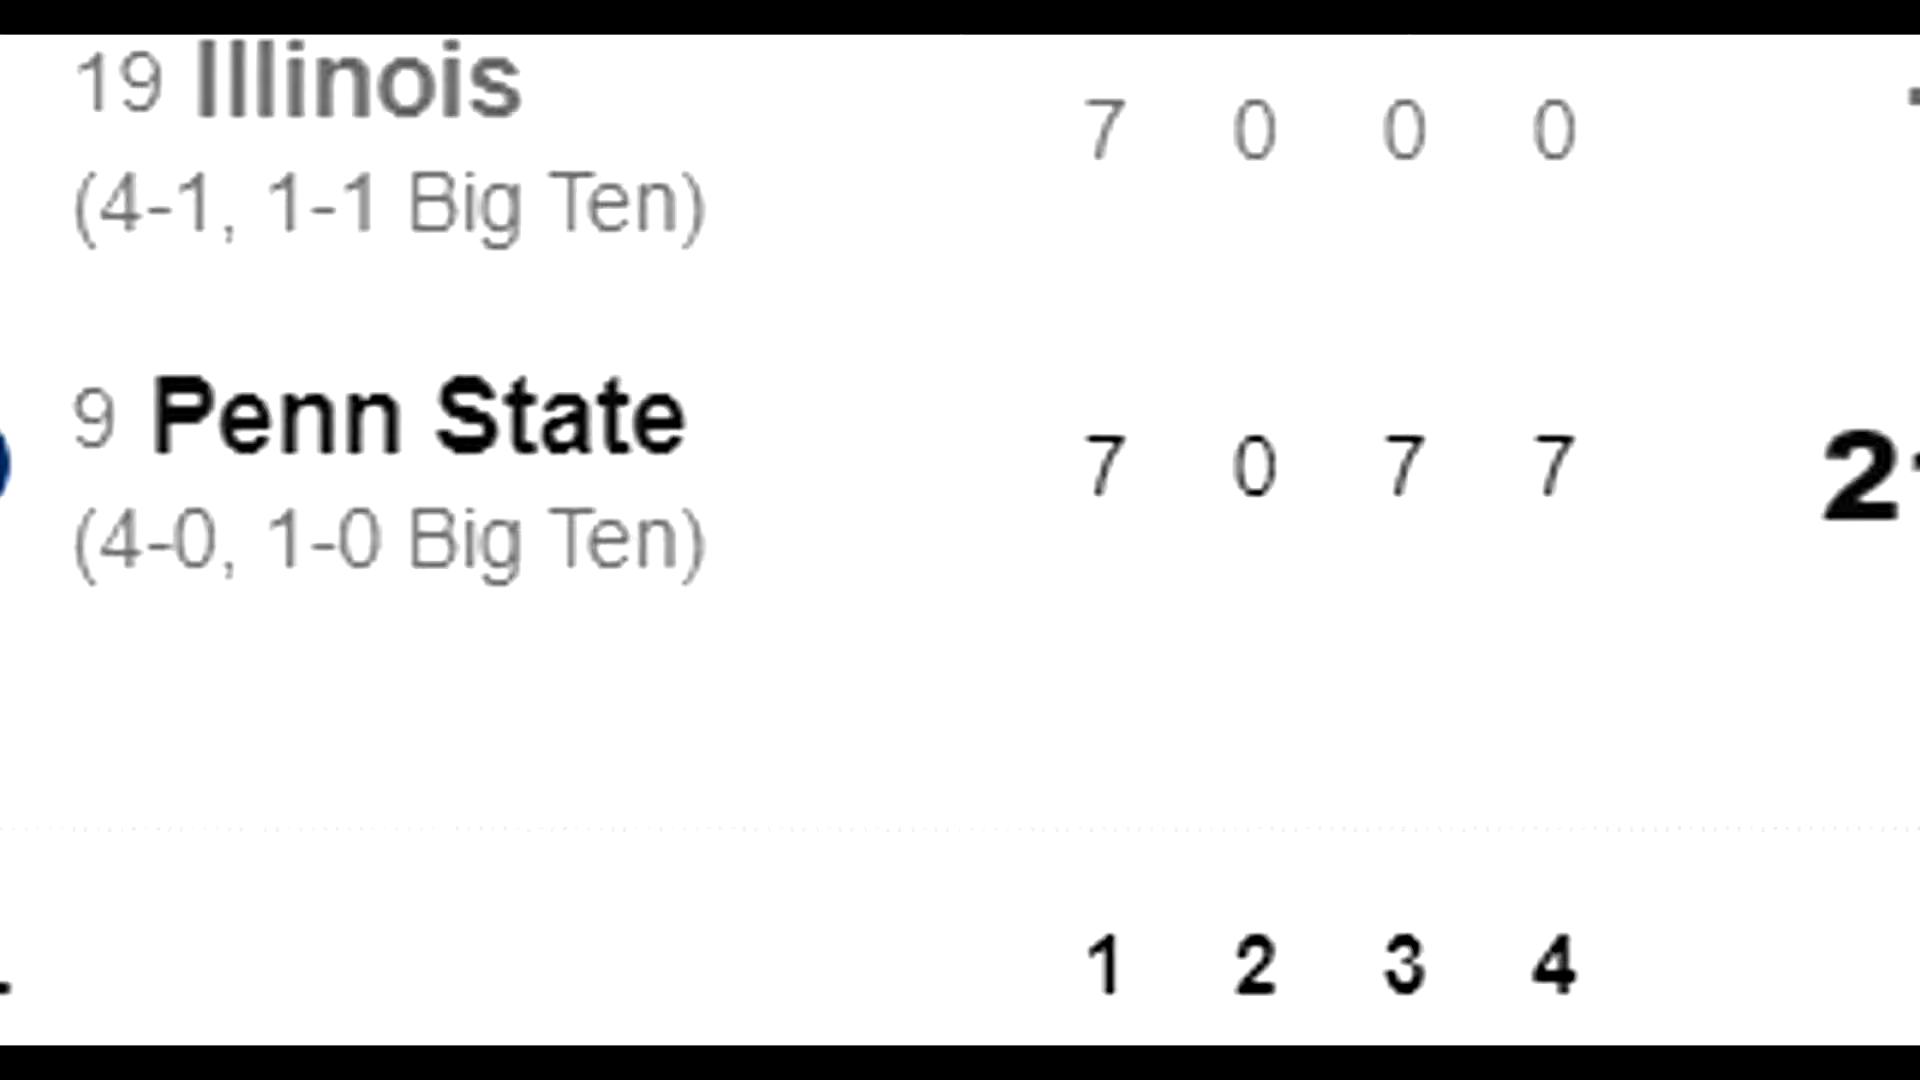 19 Illinois 7 0 0 0
(4-1, 1-1 Big Ten)
9 Penn State 7 0 7 7 2
(4-0, 1-0 Big Ten)
1 2 3 4